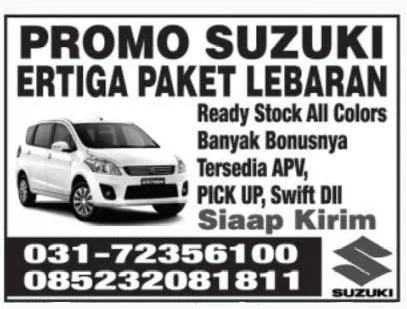 PROMO SUZUKI
ERTIGA PAKET LEBARAN
Ready Stock All Colors
Banyak Bonusnya
Tersedia APV,
PICK UP, Swift Dll
Siaap Kirim
031-72356100
085232081811
SUZUKI